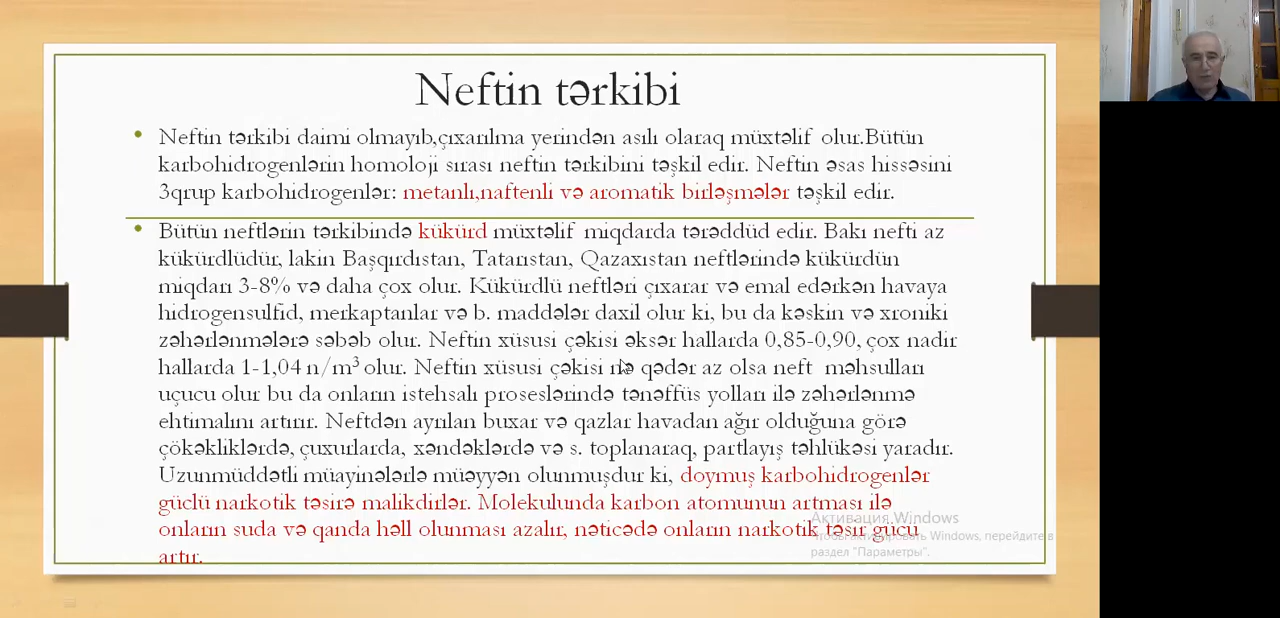 Neftin tərkibi
• Neftin tərkibi daimi olmayıb,çıxarılma yerindən asılı olaraq müxtəlif olur.Bütün
karbohidrogenlərin homoloji sırası neftin tərkibini təşkil edir. Neftin əsas hissəsini
3qrup karbohidrogenlər: metanlı,naftenli və aromatik birləşmələr təşkil edir.
• Bütün neftlərin tərkibində kükürd müxtəlif miqdarda tərəddüd edir. Bakı nefti az
kükürdlüdür, lakin Başqırdıstan, Tatarıstan, Qazaxıstan neftlərində kükürdün
miqdarı 3-8% və daha çox olur. Kükürdlü neftləri çıxarar və emal edərkən havaya
hidrogensulfid, merkaptanlar və b. maddələr daxil olur ki, bu da kəskin və xroniki
zəhərlənmələrə səbəb olur. Neftin xüsusi çəkisi əksər hallarda 0,85-0,90, çox nadir
hallarda 1-1,04 n/m³ olur. Neftin xüsusi çəkisi nə qədər az olsa neft məhsulları
uçucu olur bu da onların istehsalı proseslərində tənəffüs yolları ilə zəhərlənmə
ehtimalını artırır. Neftdən ayrılan buxar və qazlar havadan ağır olduğuna görə
çökəkliklərdə, çuxurlarda, xəndəklərdə və s. toplanaraq, partlayış təhlükəsi yaradır.
Uzunmüddətli müayinələrlə müəyyən olunmuşdur ki, doymuş karbohidrogenlər
güclü narkotik təsirə malikdirlər. Molekulunda karbon atomunun artması ilə
onların suda və qanda həll olunması azalır, nəticədə onların narkotik təsir gücü
artır.
Активация Windows
Чтобы активировать Windows, перейдите в
раздел "Параметры".